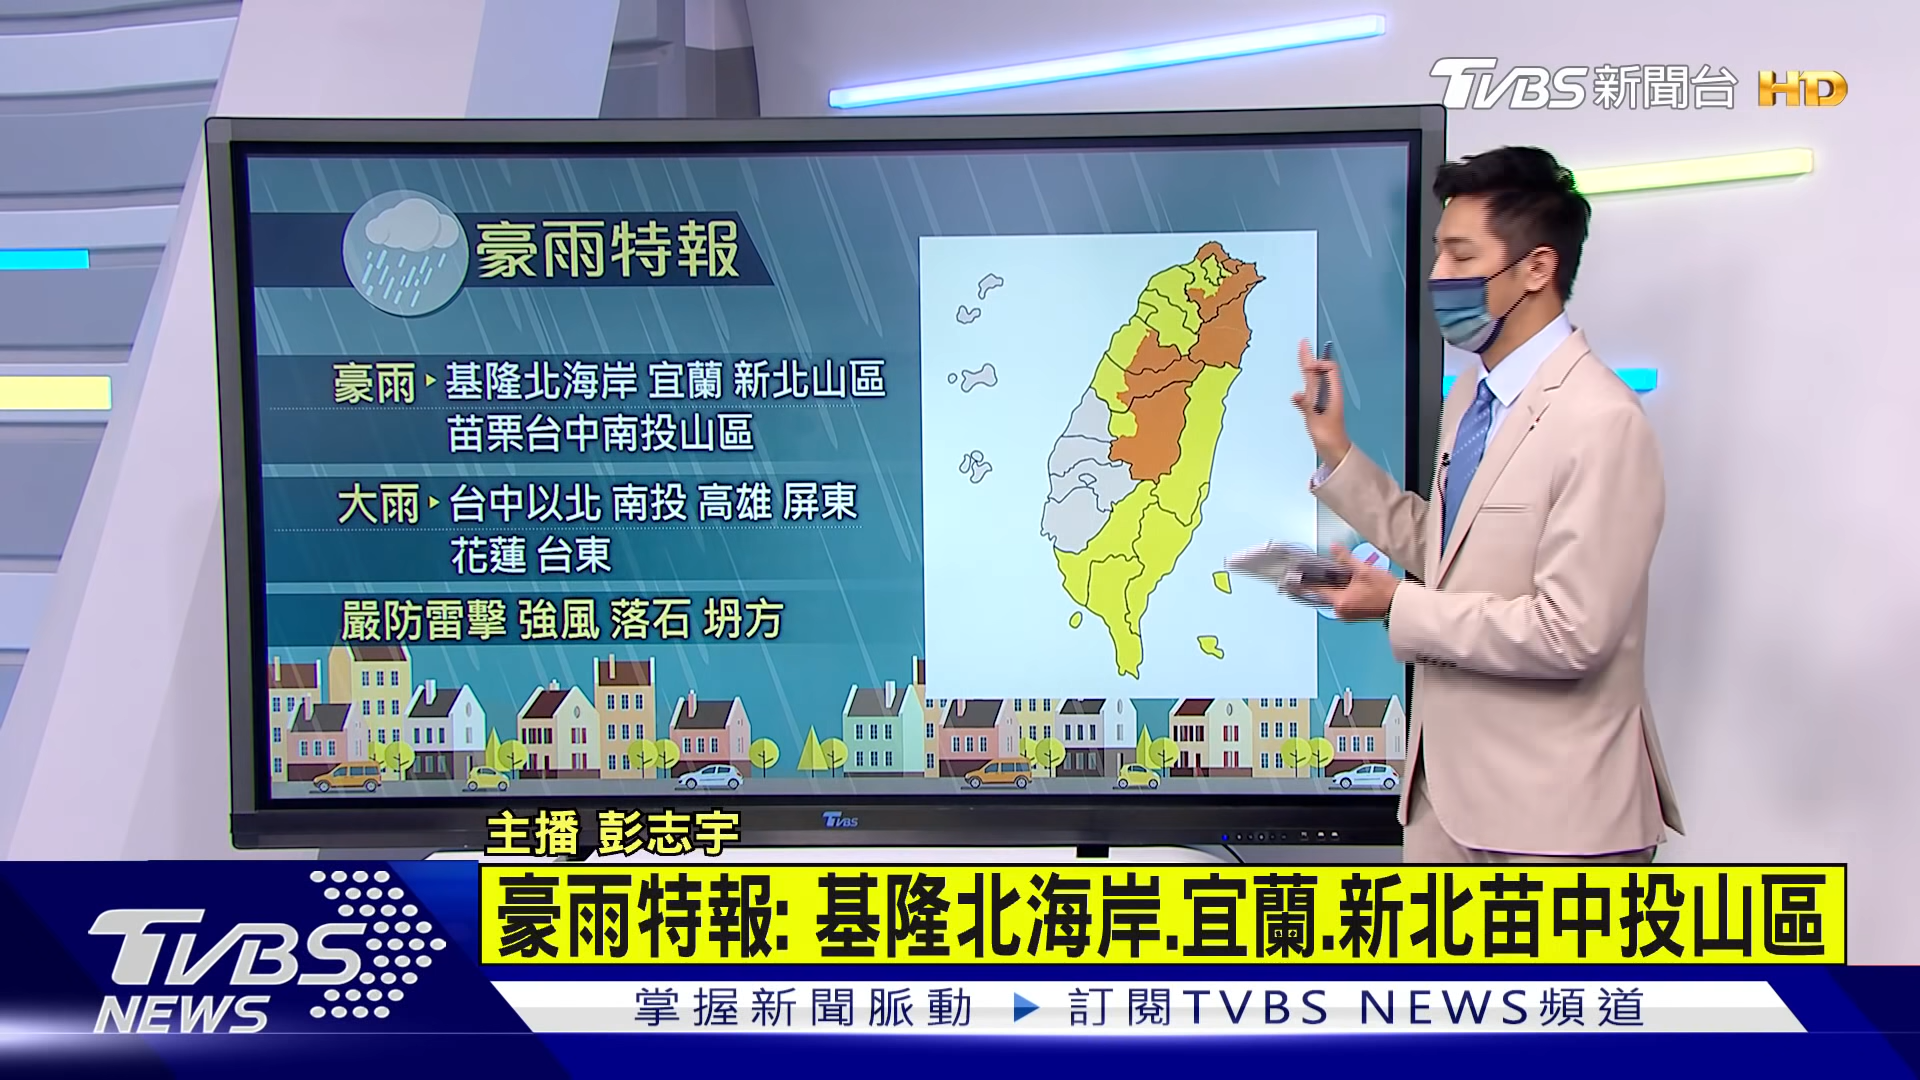 TVBS新聞台 HD
豪雨特報
豪雨▸基隆北海岸 宜蘭 新北山區
苗栗台中南投山區
大雨▸台中以北 南投 高雄 屏東
花蓮 台東
嚴防雷擊 強風 落石 坍方
TVBS
主播 彭志宇
豪雨特報: 基隆北海岸.宜蘭.新北苗中投山區
TVBS
NEWS
掌握新聞脈動 ▶ 訂閱TVBS NEWS頻道